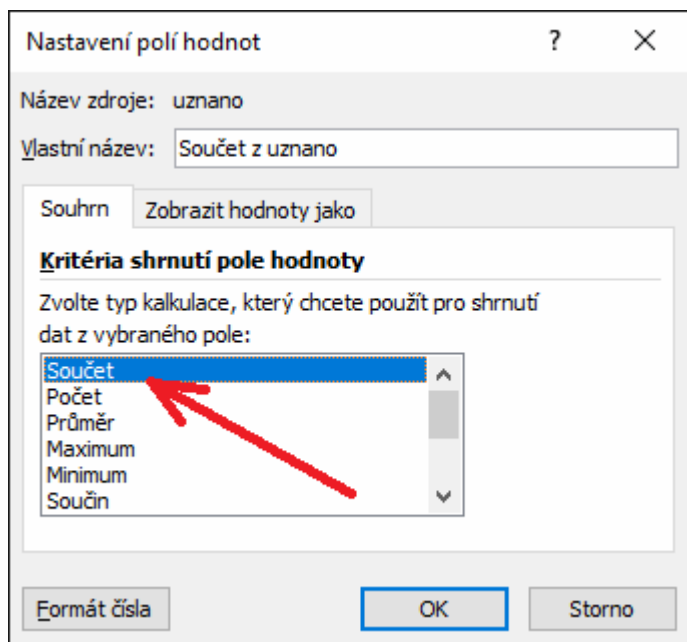 Nastavení polí hodnot ?
Název zdroje: uznano
Vlastní název: Součet z uznano
Souhrn Zobrazit hodnoty jako
Kritéria shrnutí pole hodnoty
Zvolte typ kalkulace, který chcete použít pro shrnutí
dat z vybraného pole:
Součet
Počet
Průměr
Maximum
Minimum
Součin
Formát čísla OK Storno